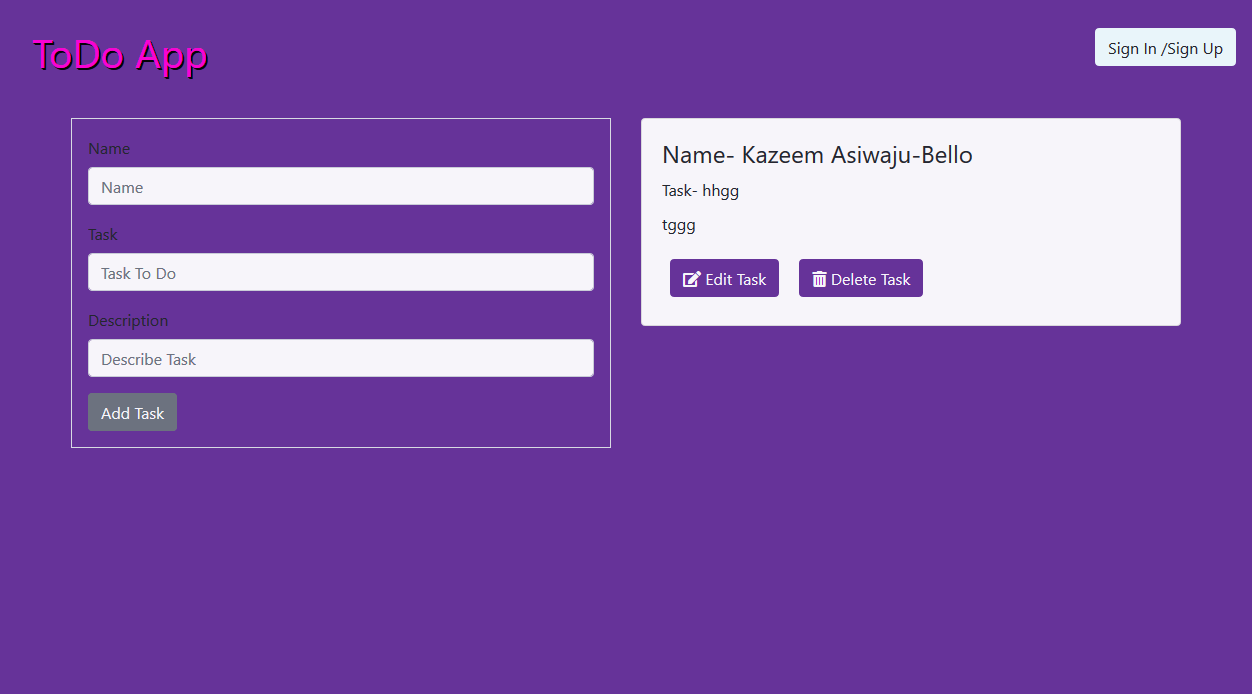 ToDo App
Sign In /Sign Up
Name
Name
Task
Task To Do
Description
Describe Task
Add Task
Name- Kazeem Asiwaju-Bello
Task- hhgg
tggg
Edit Task
Delete Task